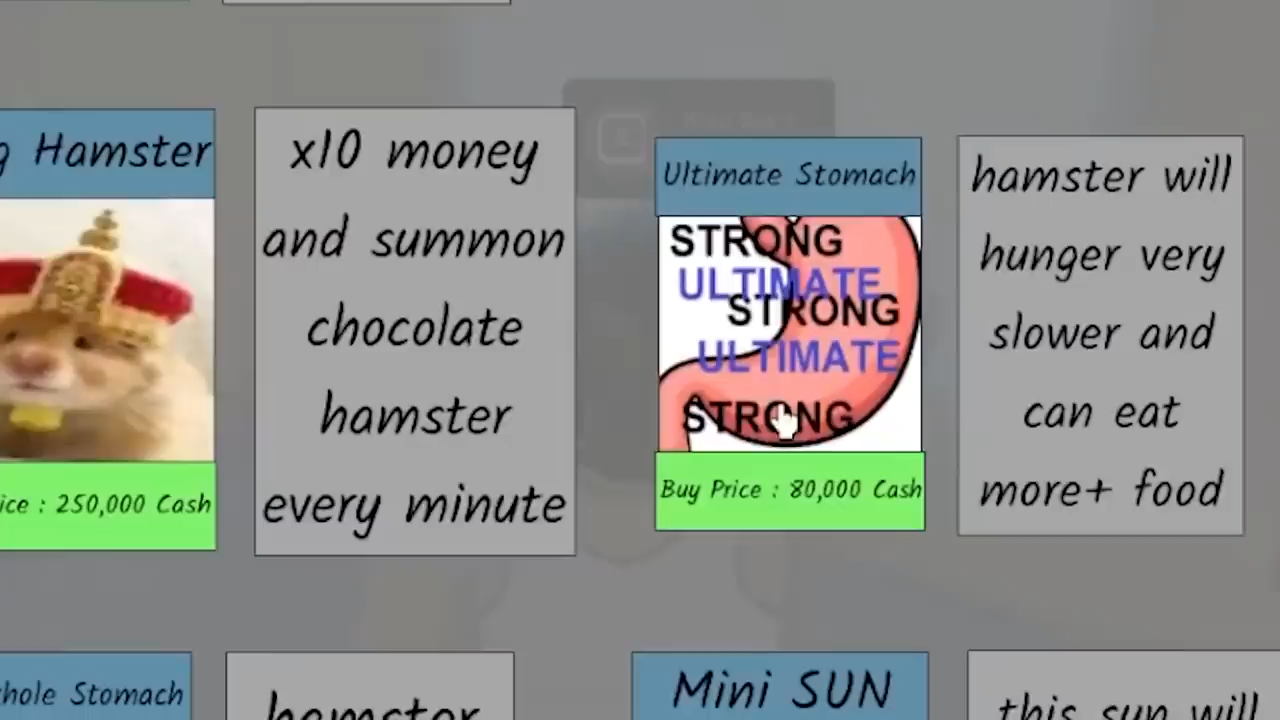 g Hamster
ice : 250,000 Cash
x10 money
and summon
chocolate
hamster
every minute
Ultimate Stomach
STRONG
ULTIMATE
STRONG
ULTIMATE
STRONG
Buy Price : 80,000 Cash
hamster will
hunger very
slower and
can eat
more+ food
hole Stomach
hamster
Mini SUN
this sun will